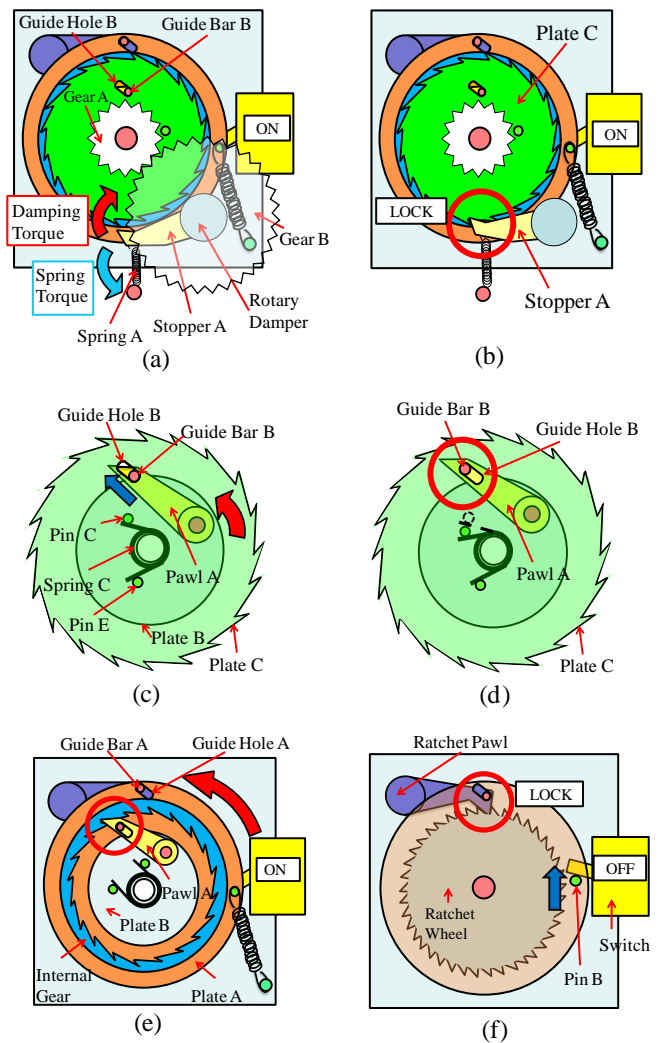 Guide Hole B
Guide Bar B
Gear A
ON
Damping
Torque
Gear B
Spring
Torque
Rotary
Damper
Spring A
Stopper A
(a)
Plate C
ON
LOCK
Stopper A
(b)
Guide Hole B
Guide Bar B
Pin C
Pawl A
Spring C
Pin E
Plate B
Plate C
(c)
Guide Bar B
Guide Hole B
Pawl A
Plate C
(d)
Guide Bar A
Guide Hole A
ON
Pawl A
Plate B
Internal
Gear
Plate A
(e)
Ratchet Pawl
LOCK
OFF
Ratchet
Wheel
Switch
Pin B
(f)